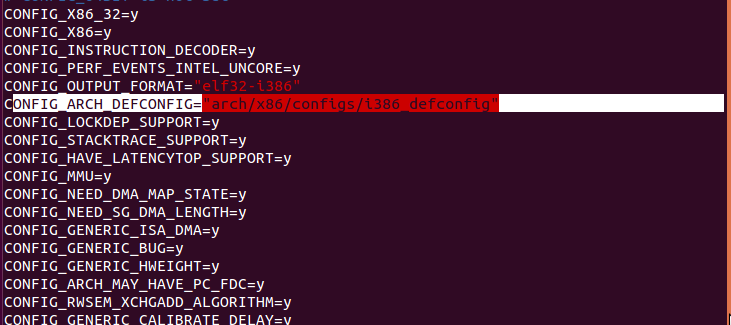 CONFIG_X86_32=y
CONFIG_X86=y
CONFIG_INSTRUCTION_DECODER=y
CONFIG_PERF_EVENTS_INTEL_UNCORE=y
CONFIG_OUTPUT_FORMAT="elf32-i386"
CONFIG_ARCH_DEFCONFIG="arch/x86/configs/i386_defconfig"
CONFIG_LOCKDEP_SUPPORT=y
CONFIG_STACKTRACE_SUPPORT=y
CONFIG_HAVE_LATENCYTOP_SUPPORT=y
CONFIG_MMU=y
CONFIG_NEED_DMA_MAP_STATE=y
CONFIG_NEED_SG_DMA_LENGTH=y
CONFIG_GENERIC_ISA_DMA=y
CONFIG_GENERIC_BUG=y
CONFIG_GENERIC_HWEIGHT=y
CONFIG_ARCH_MAY_HAVE_PC_FDC=y
CONFIG_RWSEM_XCHGADD_ALGORITHM=y
CONFIG_GENERIC_CALIBRATE_DELAY=y